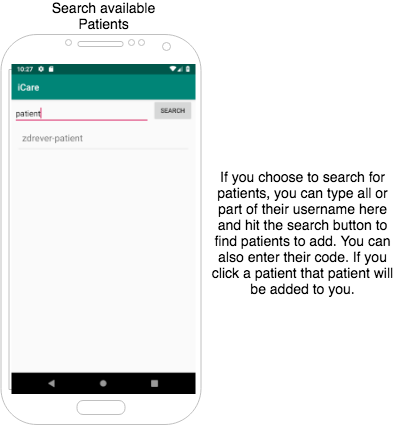 Search available
Patients
10:27
iCare
patient
SEARCH
zdrever-patient
If you choose to search for
patients, you can type all or
part of their username here
and hit the search button to
find patients to add. You can
also enter their code. If you
click a patient that patient will
be added to you.